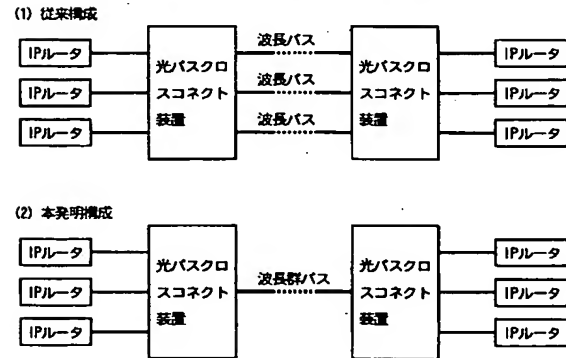 (1) 従来構成
波長パス
IPルータ
光パスクロ
光パスクロ
IPルータ
波長パス
IPルータ
スコネクト
スコネクト
IPルータ
波長パス
IPルータ
装置
装置
IPルータ
(2) 本発明構成
IPルータ
光パスクロ
光パスクロ
IPルータ
波長群パス
IPルータ
スコネクト
スコネクト
IPルータ
IPルータ
装置
装置
IPルータ